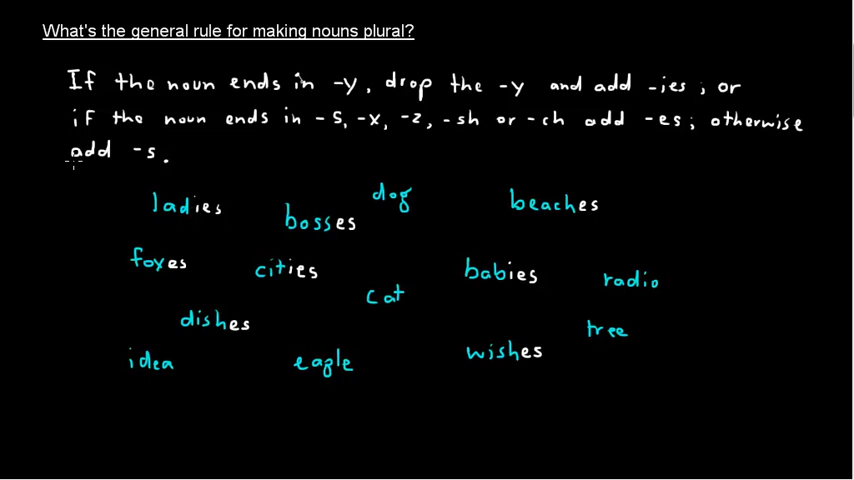 What's the general rule for making nouns plural?
If the noun ends in -y, drop the -y and add -ies; or
if the noun ends in -s, -x, -z, -sh or -ch add -es; otherwise
add -s.
ladies bosses dog beaches
foxes cities babies radio
cat
dishes tree
idea eagle wishes